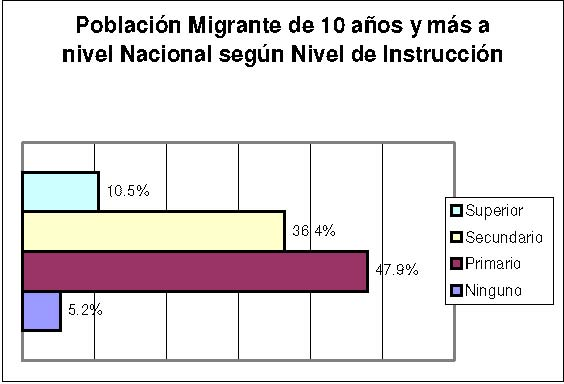 Población Migrante de 10 años y más a
nivel Nacional según Nivel de Instrucción
10.5%
36.4%
47.9%
5.2%
Superior
Secundario
Primario
Ninguno